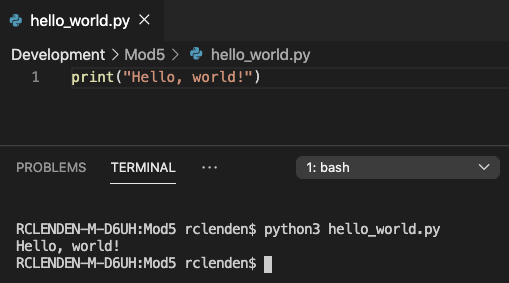 hello_world.py ×
Development > Mod5 > hello_world.py
1 print("Hello, world!")
PROBLEMS TERMINAL ··· 1: bash
RCLENDEN-M-D6UH:Mod5 rclenden$ python3 hello_world.py
Hello, world!
RCLENDEN-M-D6UH:Mod5 rclenden$